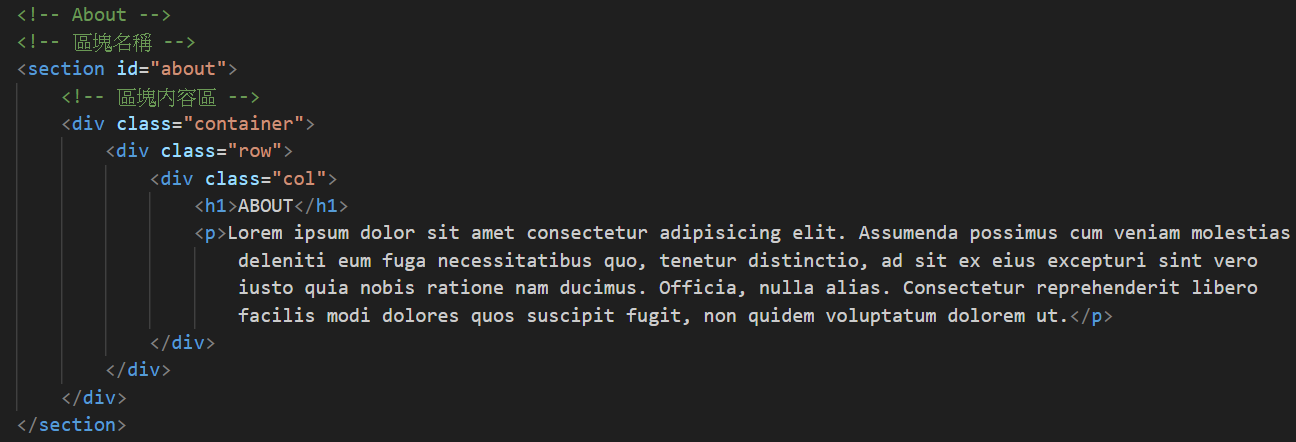 <!-- About -->
<!-- 區塊名稱 -->
<section id="about">
<!-- 區塊內容區 -->
<div class="container">
<div class="row">
<div class="col">
<h1>ABOUT</h1>
<p>Lorem ipsum dolor sit amet consectetur adipisicing elit. Assumenda possimus cum veniam molestias
deleniti eum fuga necessitatibus quo, tenetur distinctio, ad sit ex eius excepturi sint vero
iusto quia nobis ratione nam ducimus. Officia, nulla alias. Consectetur reprehenderit libero
facilis modi dolores quos suscipit fugit, non quidem voluptatum dolorem ut.</p>
</div>
</div>
</div>
</section>